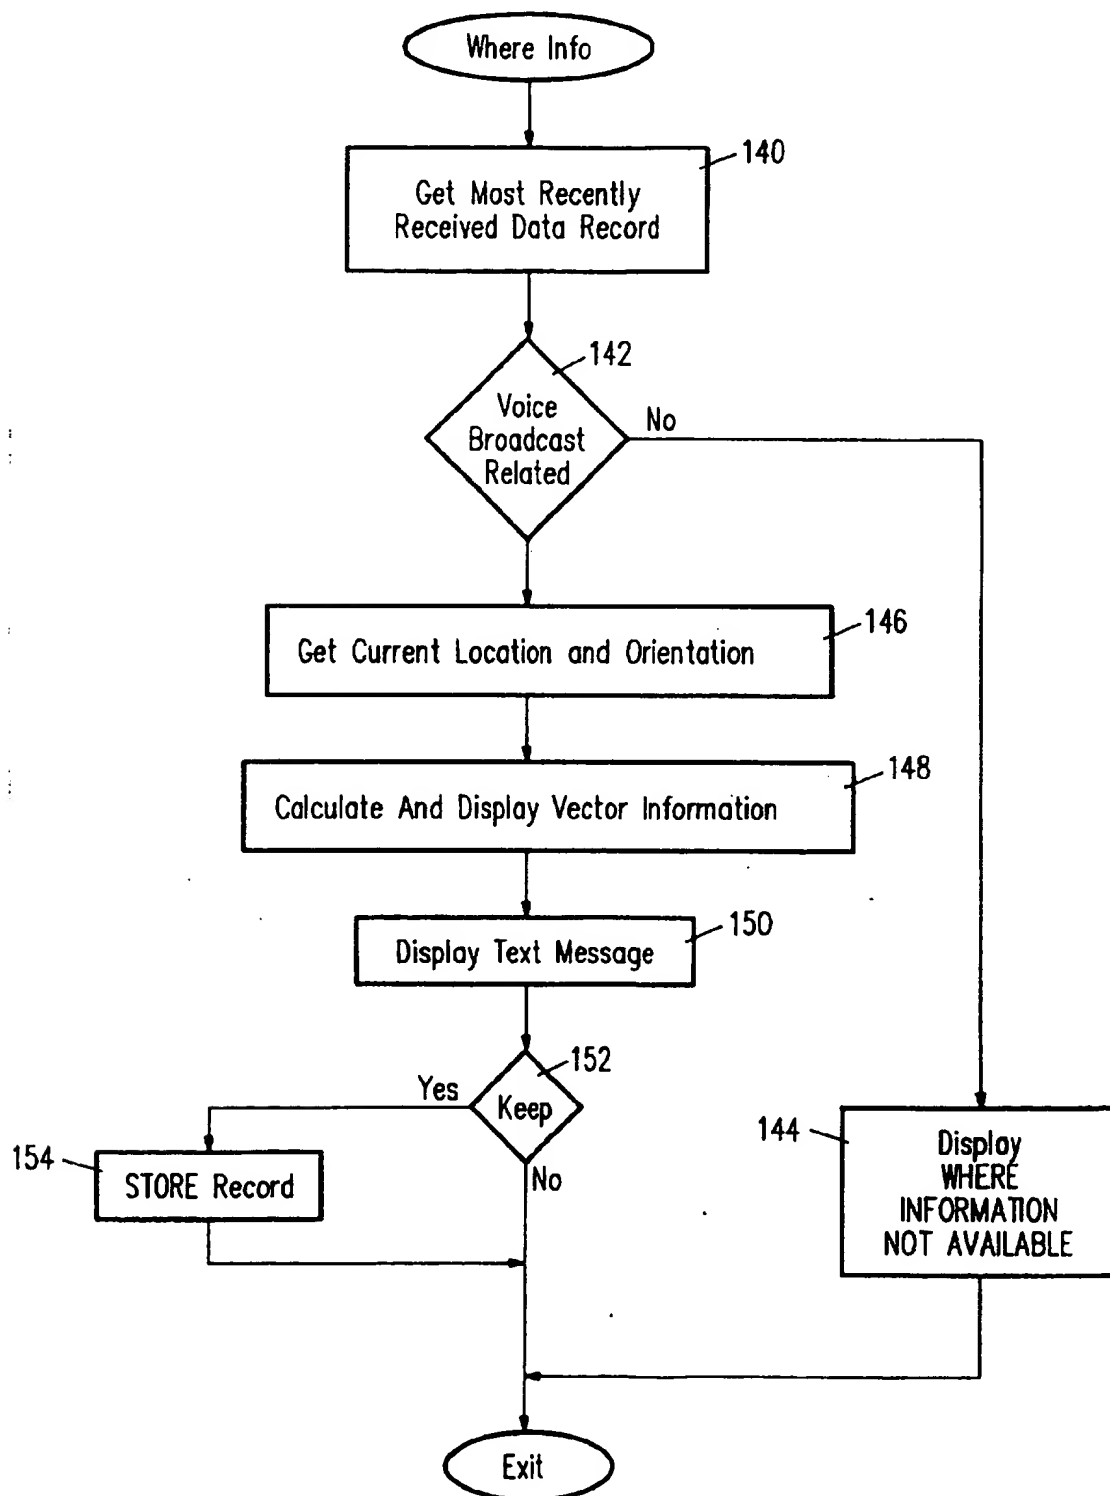 Where Info
140
Get Most Recently
Received Data Record
142
Voice
Broadcast
Related
No
146
Get Current Location and Orientation
148
Calculate And Display Vector Information
150
Display Text Message
152
Yes
Keep
No
154
STORE Record
144
Display
WHERE
INFORMATION
NOT AVAILABLE
Exit